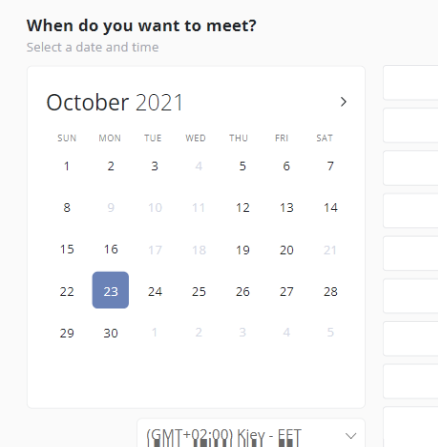 When do you want to meet?
Select a date and time
October 2021
SUN MON TUE WED THU FRI SAT
1 2 3 4 5 6 7
8 9 10 11 12 13 14
15 16 17 18 19 20 21
22 23 24 25 26 27 28
29 30 1 2 3 4 5
(GMT+02:00) Kiev - EET